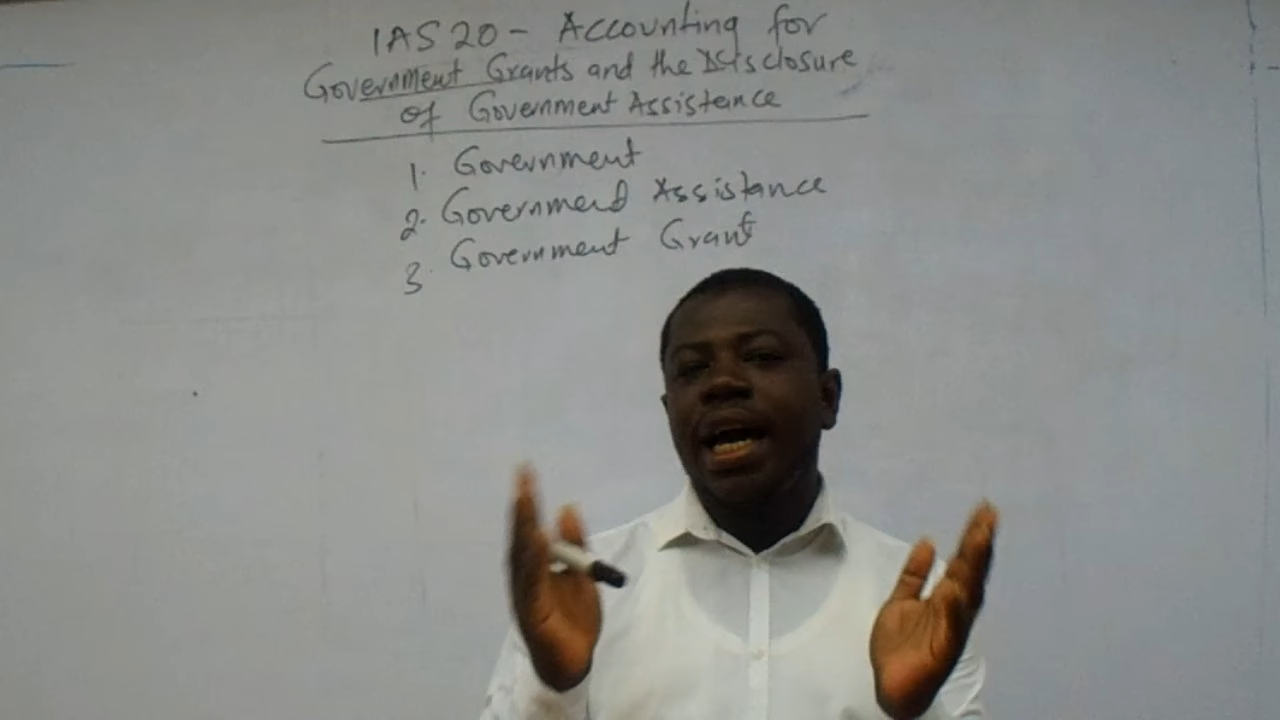 IAS 20 - Accounting for
Government Grants and the Disclosure
of Government Assistance
1. Government
2. Government Assistance
3. Government Grant